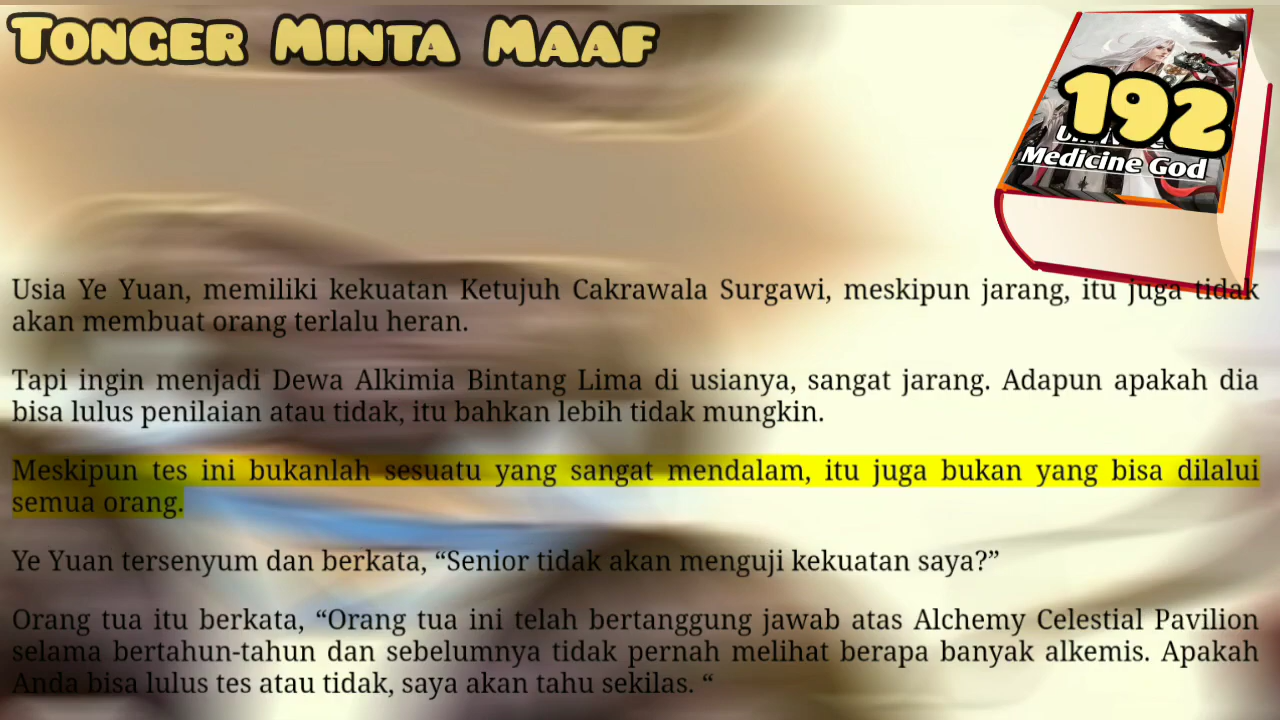 Tonger Minta Maaf
192
Medicine God
Usia Ye Yuan, memiliki kekuatan Ketujuh Cakrawala Surgawi, meskipun jarang, itu juga tidak
akan membuat orang terlalu heran.
Tapi ingin menjadi Dewa Alkimia Bintang Lima di usianya, sangat jarang. Adapun apakah dia
bisa lulus penilaian atau tidak, itu bahkan lebih tidak mungkin.
Meskipun tes ini bukanlah sesuatu yang sangat mendalam, itu juga bukan yang bisa dilalui
semua orang.
Ye Yuan tersenyum dan berkata, “Senior tidak akan menguji kekuatan saya?”
Orang tua itu berkata, “Orang tua ini telah bertanggung jawab atas Alchemy Celestial Pavilion
selama bertahun-tahun dan sebelumnya tidak pernah melihat berapa banyak alkemis. Apakah
Anda bisa lulus tes atau tidak, saya akan tahu sekilas. “